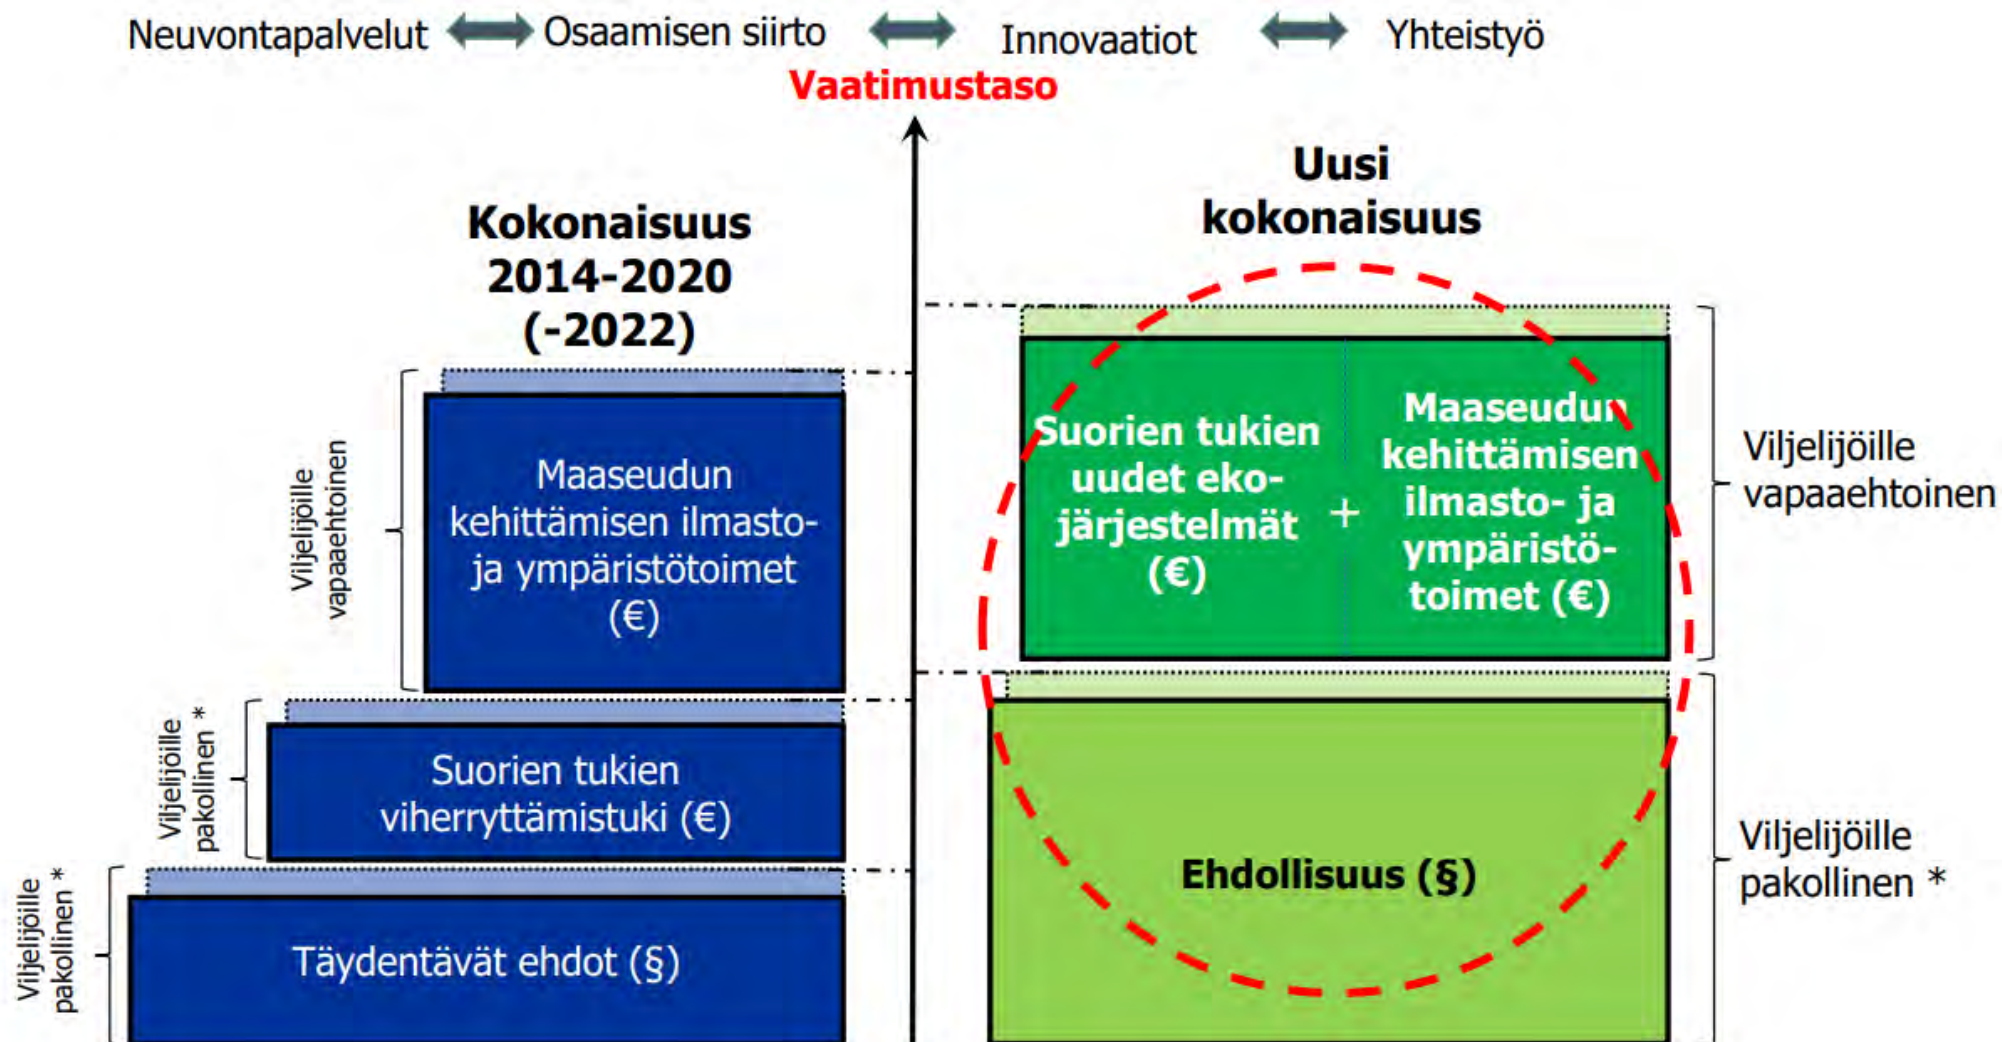 Neuvontapalvelut Osaamisen siirto Innovaatiot Yhteistyö
Vaatimustaso
Kokonaisuus
2014-2020
(-2022)
Viljelijöille
vapaaehtoinen
Maaseudun
kehittämisen ilmasto-
ja ympäristötoimet
(€)
Viljelijöille
pakollinen *
Suorien tukien
viherryttämistuki (€)
Viljelijöille
pakollinen *
Täydentävät ehdot (§)
Uusi
kokonaisuus
Suorien tukien
uudet eko-
järjestelmät
(€)
+
Maaseudun
kehittämisen
ilmasto- ja
ympäristö-
toimet (€)
Viljelijöille
vapaaehtoinen
Ehdollisuus (§)
Viljelijöille
pakollinen *